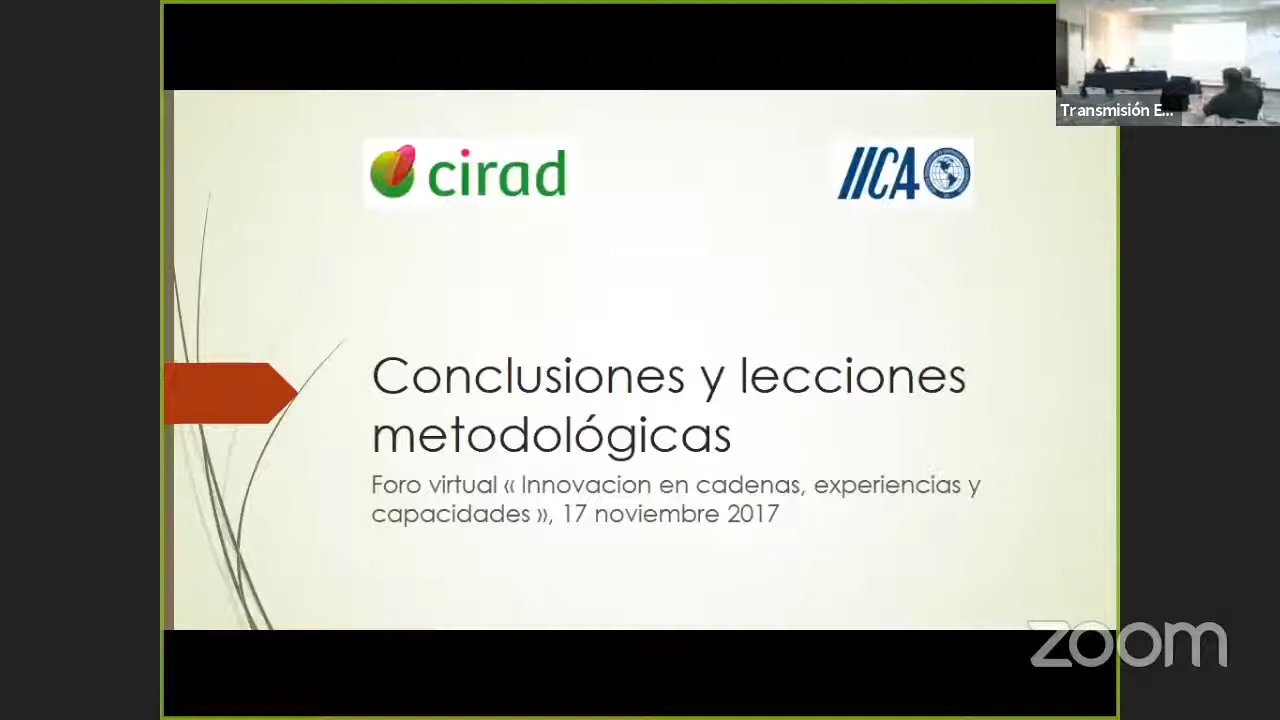 Transmisión E...
cirad
IICA
Conclusiones y lecciones
metodológicas
Foro virtual « Innovacion en cadenas, experiencias y
capacidades », 17 noviembre 2017
zoom